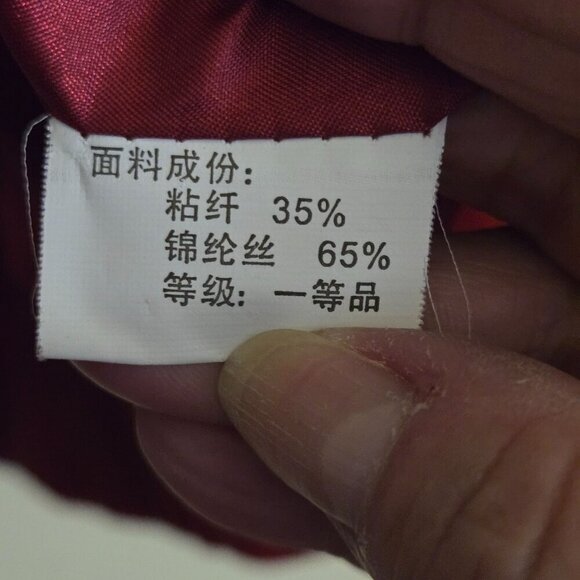 面料成份:
粘纤 35%
锦纶丝 65%
等级: 一等品